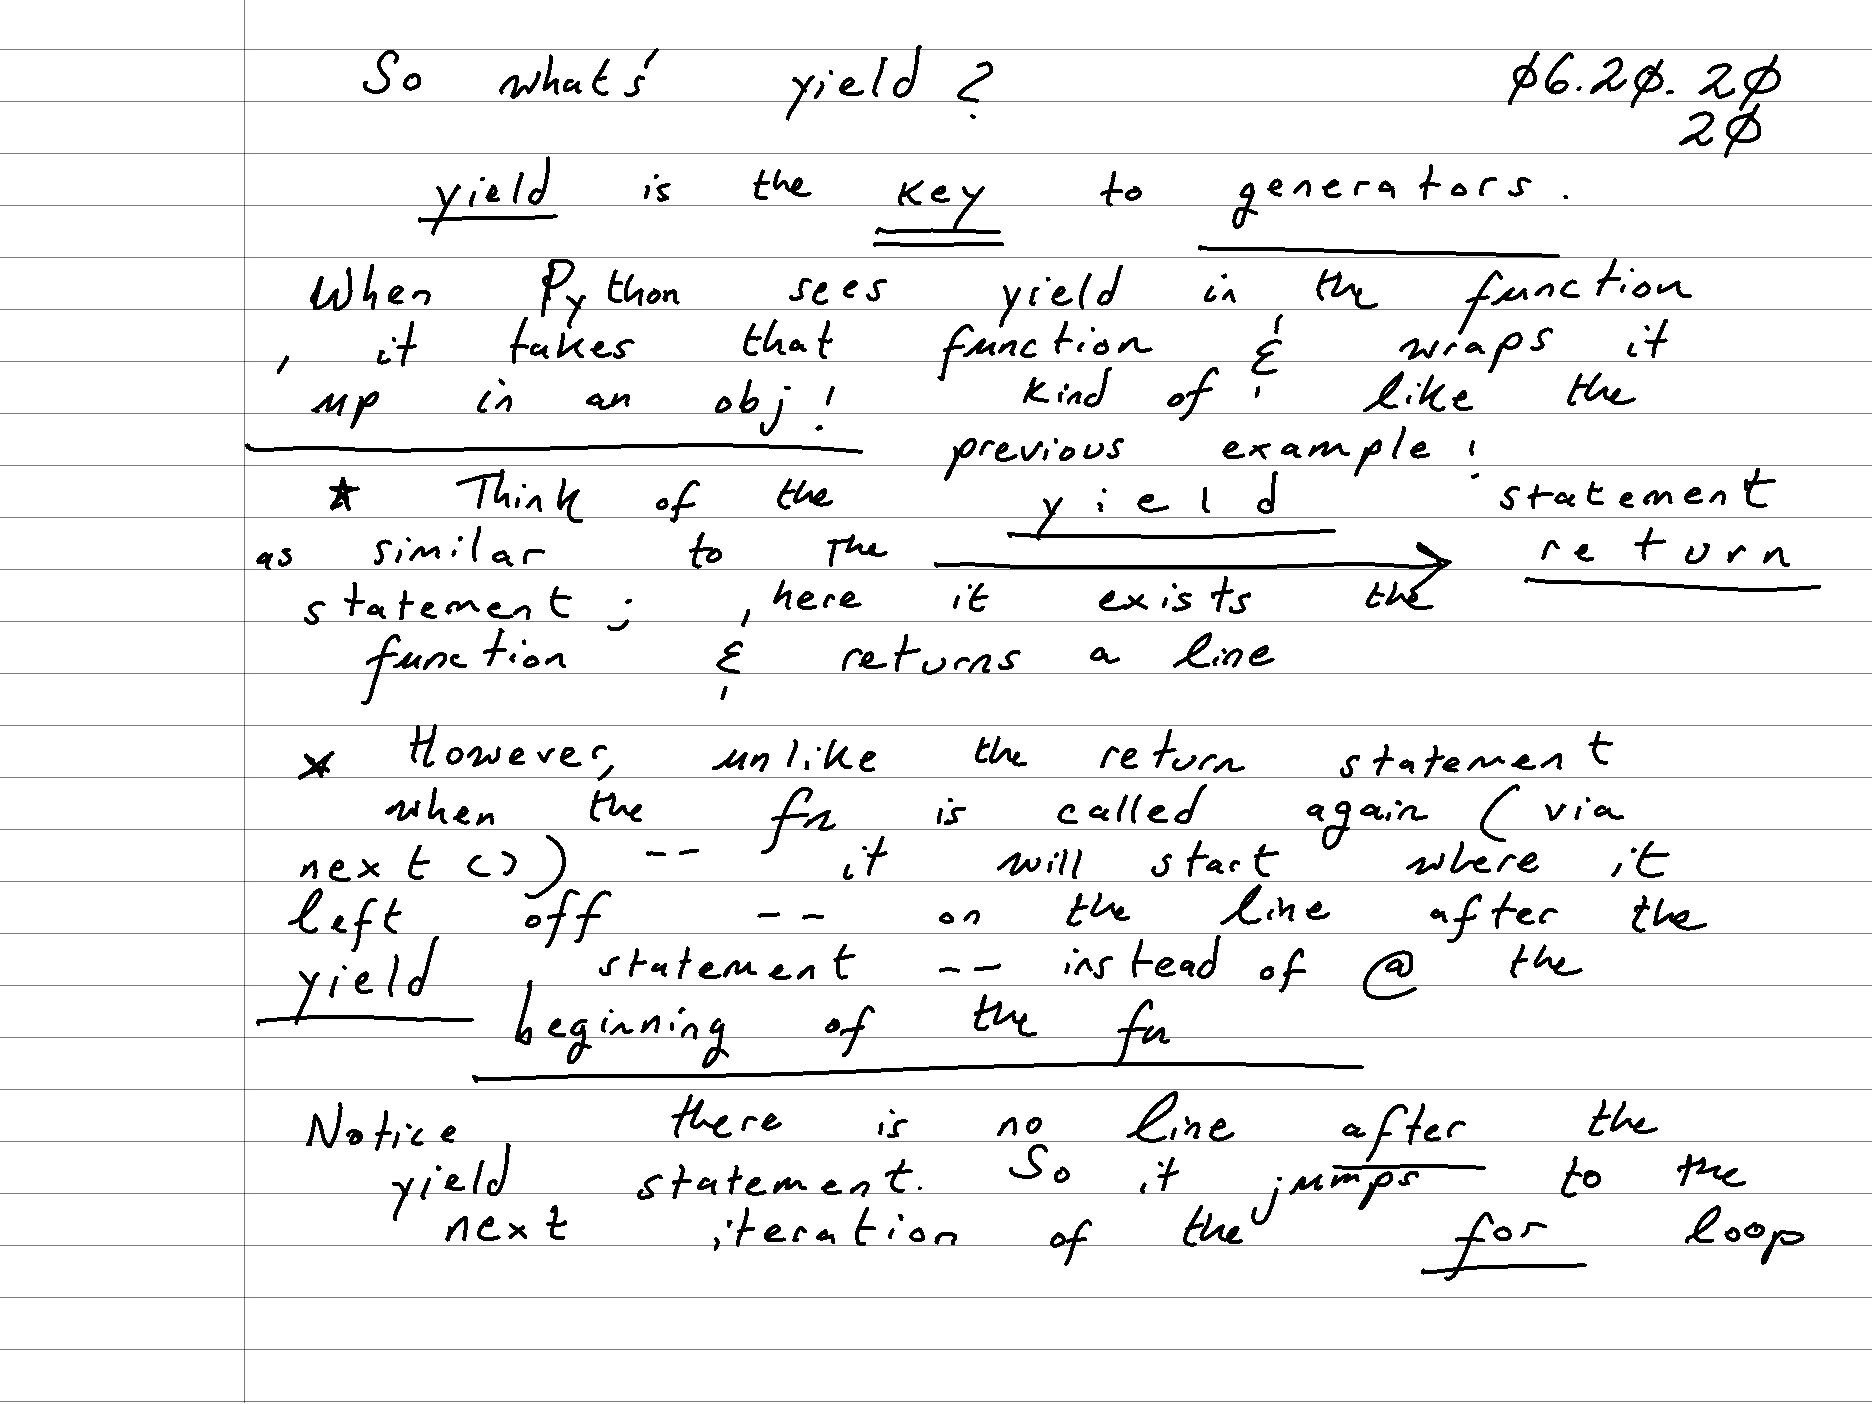 So what's yield? 06.20.20
20
yield is the key to generators.
When Python sees yield in the function
, it takes that function & wraps it
up in an obj! Kind of like the
previous example!
* Think of the yield statement
as similar to the return
statement; , here it exists the
function & returns a line
* However, unlike the return statement
when the fn is called again (via
next()) -- it will start where it
left off -- on the line after the
yield statement -- instead of @ the
beginning of the fn
Notice there is no line after the
yield statement. So it jumps to the
next iteration of the for loop